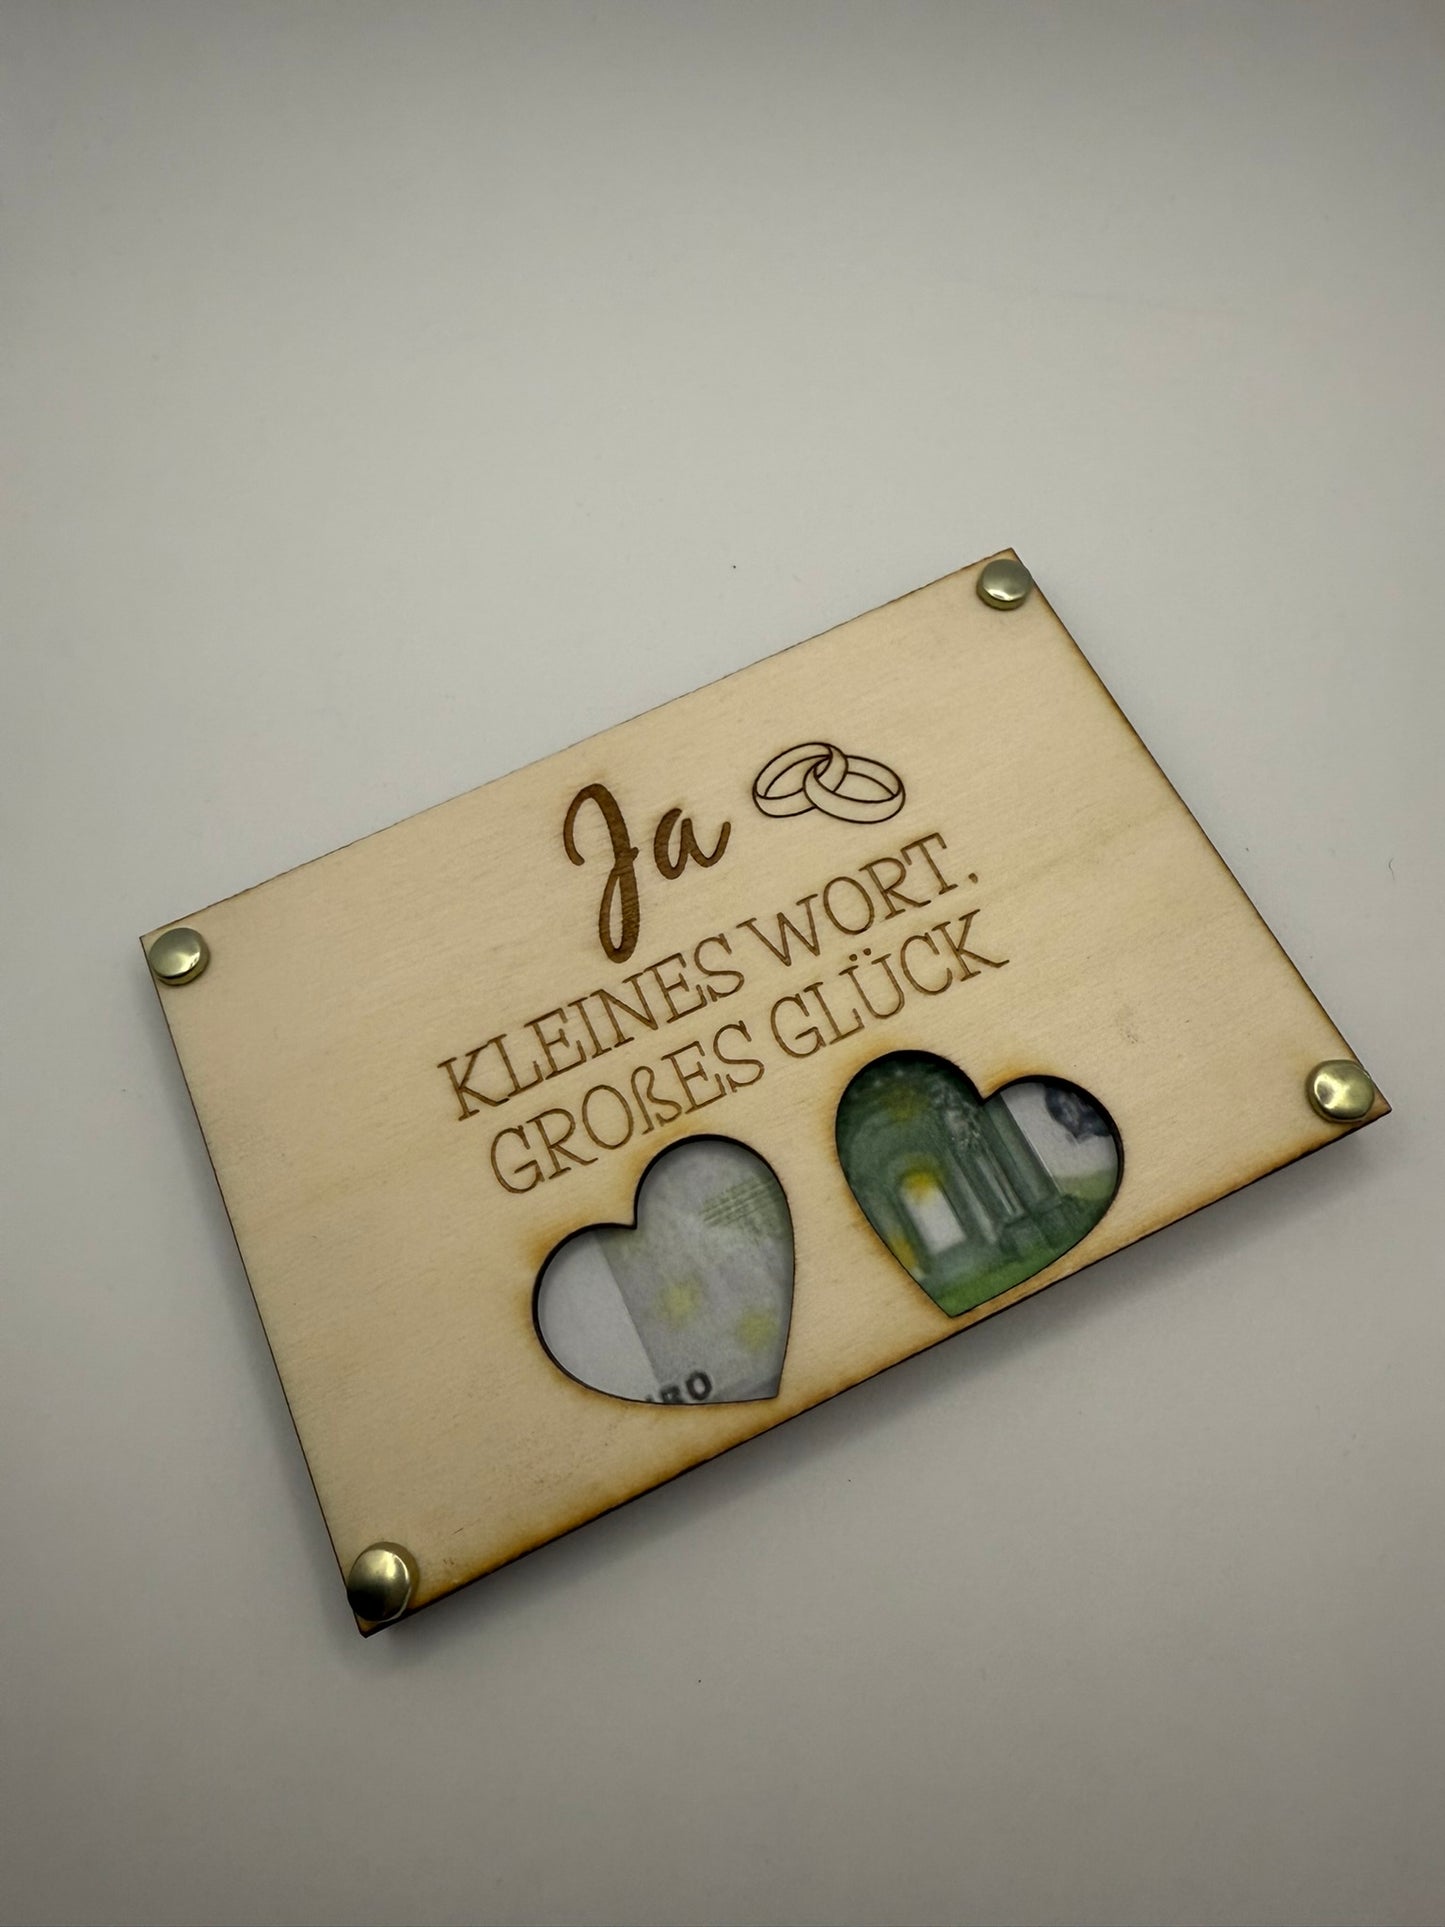 Ja
KLEINES WORT,
GROßES GLÜCK